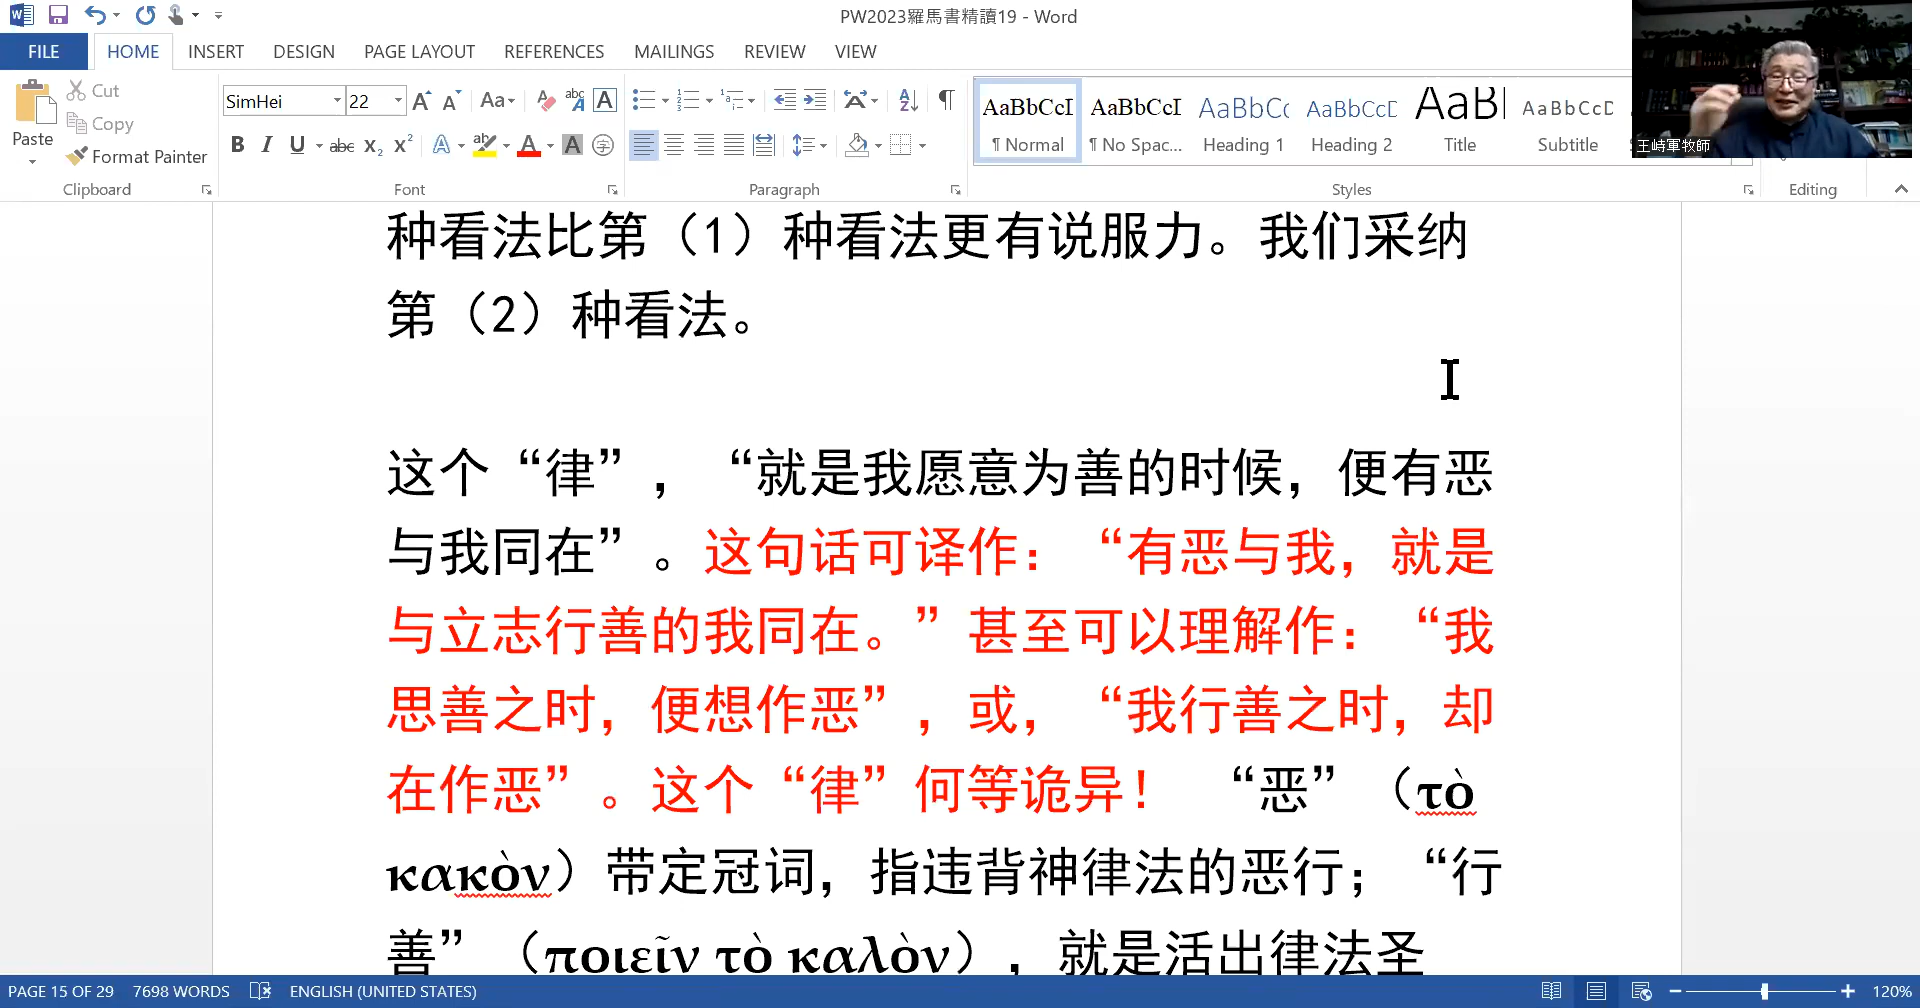 PW2023羅馬書精讀19 - Word
FILE HOME INSERT DESIGN PAGE LAYOUT REFERENCES MAILINGS REVIEW VIEW
Paste
Cut
Copy
Format Painter
Clipboard
SimHei 22
Font
Paragraph
AaBbCcI AaBbCcI AaBbCc AaBbCcD AaB AaBbCcD
¶ Normal ¶ No Spac... Heading 1 Heading 2 Title Subtitle
Styles
Editing
王峙軍牧師
种看法比第（1）种看法更有说服力。我们采纳
第（2）种看法。
这个“律”，“就是我愿意为善的时候，便有恶
与我同在”。这句话可译作：“有恶与我，就是
与立志行善的我同在。”甚至可以理解作：“我
思善之时，便想作恶”，或，“我行善之时，却
在作恶”。这个“律”何等诡异！ “恶”（τὸ
κακὸν）带定冠词，指违背神律法的恶行；“行
善”（ποιεῖν τὸ καλὸν），就是活出律法圣
PAGE 15 OF 29 7698 WORDS ENGLISH (UNITED STATES) 120%